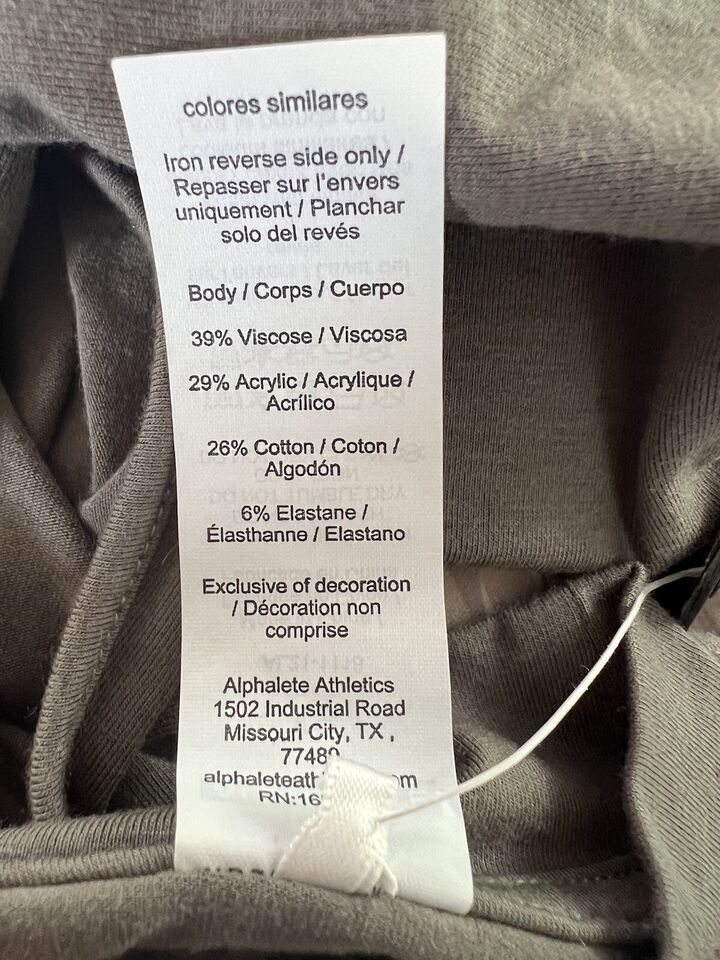 colores similares
Iron reverse side only /
Repasser sur l'envers
uniquement / Planchar
solo del revés
Body / Corps / Cuerpo
39% Viscose / Viscosa
29% Acrylic / Acrylique /
Acrílico
26% Cotton / Coton /
Algodón
6% Elastane /
Élasthanne / Elastano
Exclusive of decoration
/ Décoration non
comprise
Alphalete Athletics
1502 Industrial Road
Missouri City, TX ,
77489